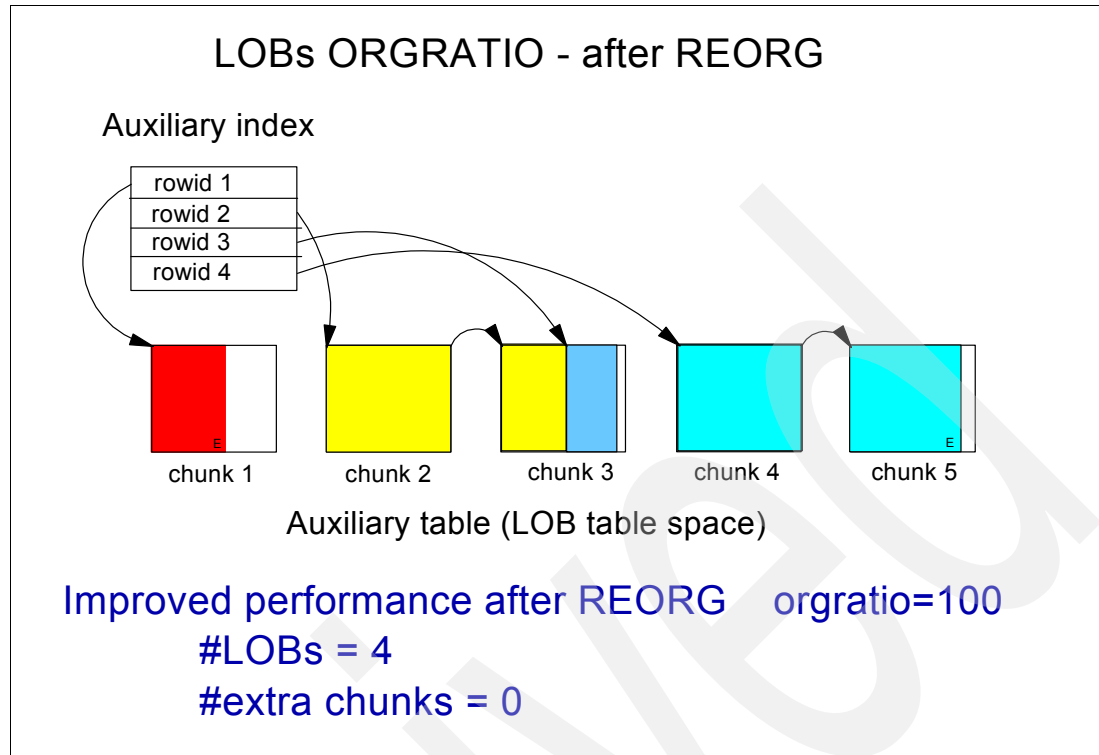 LOBs ORGRATIO - after REORG
Auxiliary index
rowid 1
rowid 2
rowid 3
rowid 4
E
E
chunk 1
chunk 2
chunk 3
chunk 4
chunk 5
Auxiliary table (LOB table space)
Improved performance after REORG orgratio=100
#LOBs = 4
#extra chunks = 0